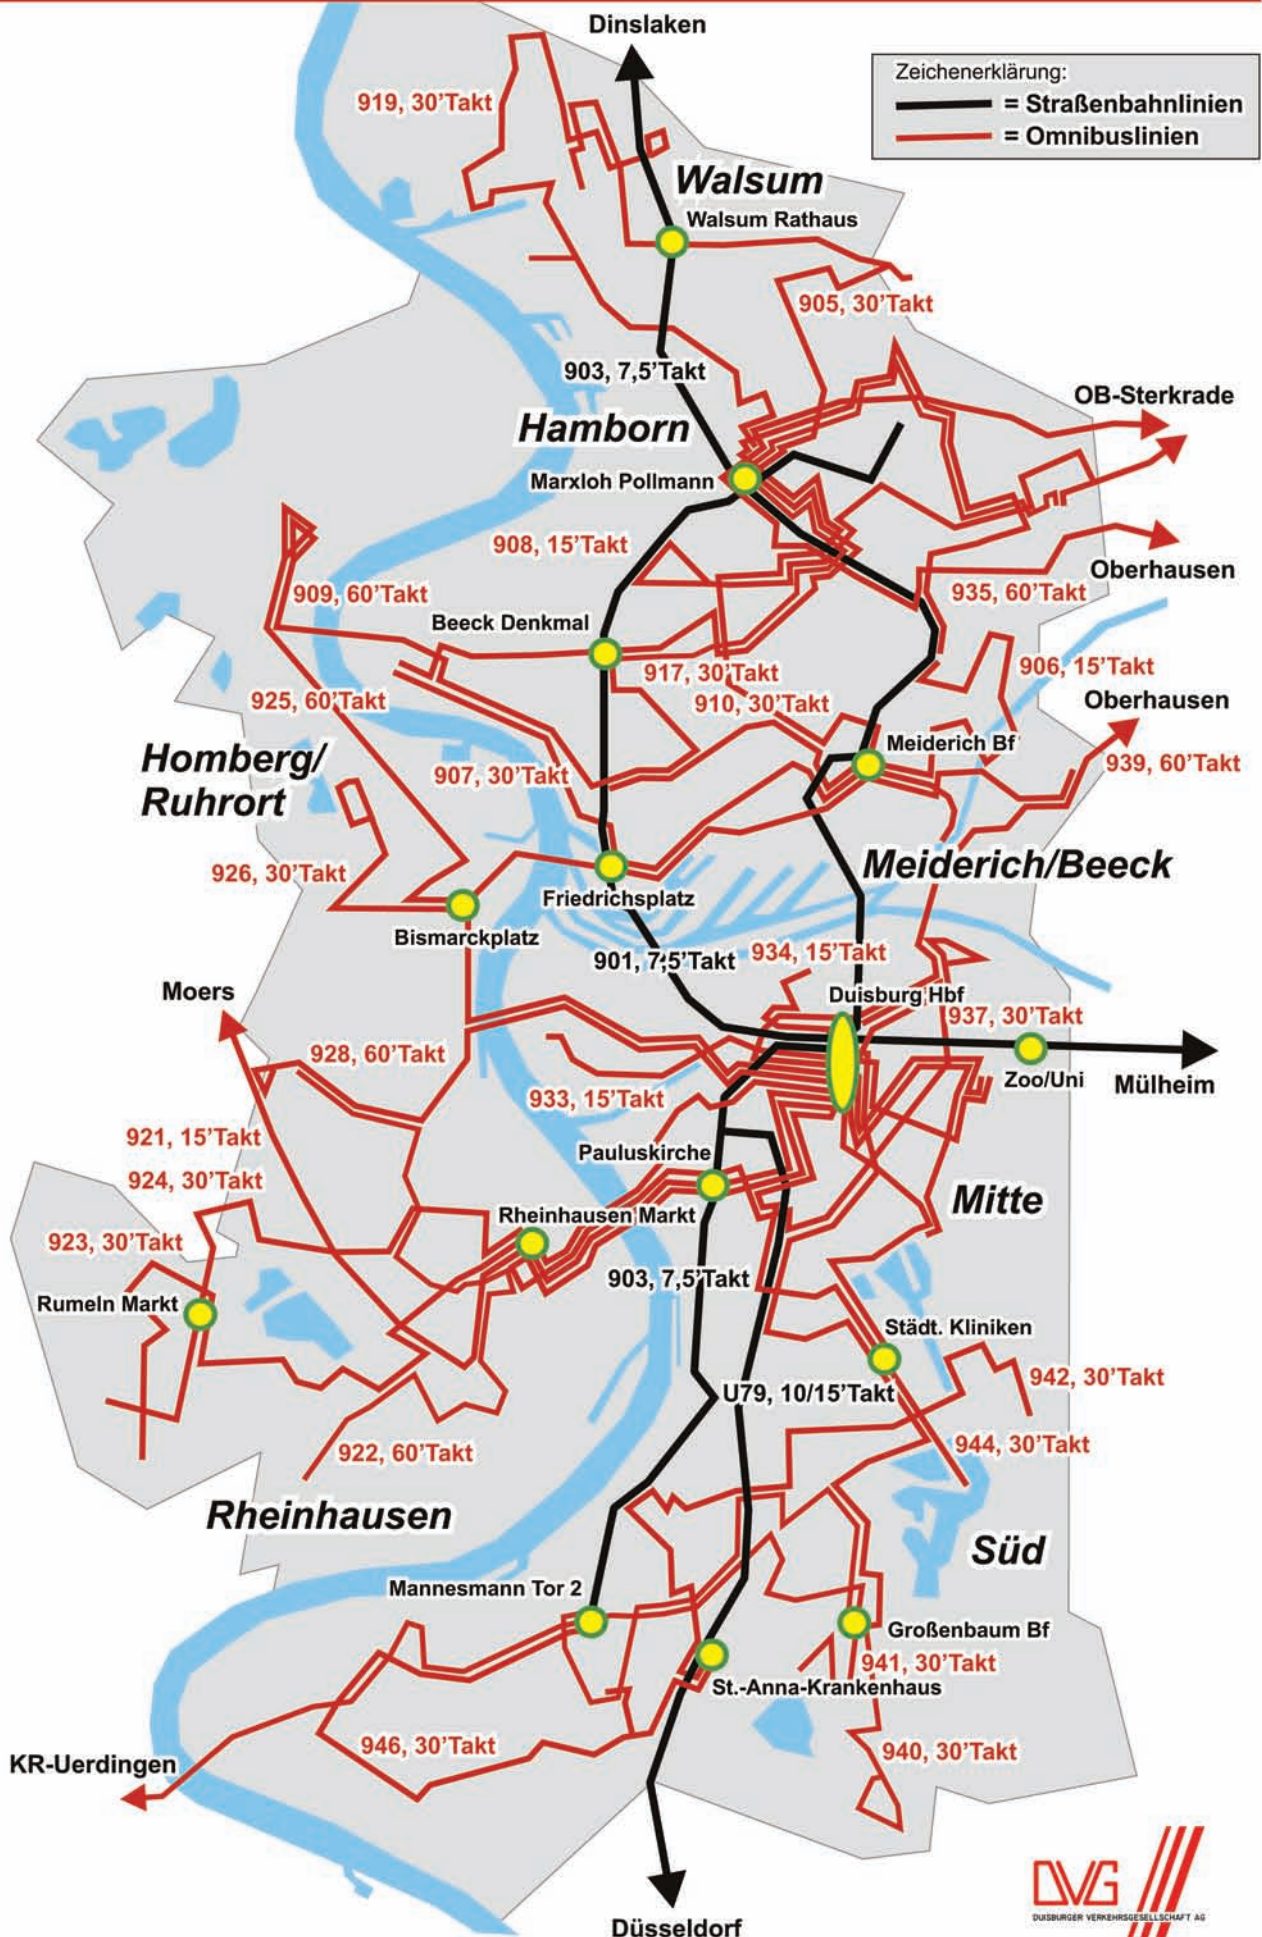 Dinslaken
Zeichenerklärung:
= Straßenbahnlinien
= Omnibuslinien
919, 30'Takt
Walsum
Walsum Rathaus
905, 30'Takt
903, 7,5'Takt
OB-Sterkrade
Hamborn
Marxloh Pollmann
908, 15'Takt
Oberhausen
909, 60'Takt
935, 60'Takt
Beeck Denkmal
917, 30'Takt
906, 15'Takt
925, 60'Takt
910, 30'Takt
Oberhausen
Homberg/
Ruhrort
Meiderich Bf
907, 30'Takt
939, 60'Takt
926, 30'Takt
Meiderich/Beeck
Friedrichsplatz
Bismarckplatz
901, 7,5'Takt
934, 15'Takt
Moers
Duisburg Hbf
937, 30'Takt
928, 60'Takt
Zoo/Uni
Mülheim
933, 15'Takt
921, 15'Takt
Pauluskirche
924, 30'Takt
Mitte
Rheinhausen Markt
923, 30'Takt
903, 7,5'Takt
Rumeln Markt
Städt. Kliniken
942, 30'Takt
U79, 10/15'Takt
944, 30'Takt
922, 60'Takt
Rheinhausen
Süd
Mannesmann Tor 2
Großenbaum Bf
941, 30'Takt
St.-Anna-Krankenhaus
946, 30'Takt
940, 30'Takt
KR-Uerdingen
DVG
DUISBURGER VERKEHRSGESELLSCHAFT AG
Düsseldorf